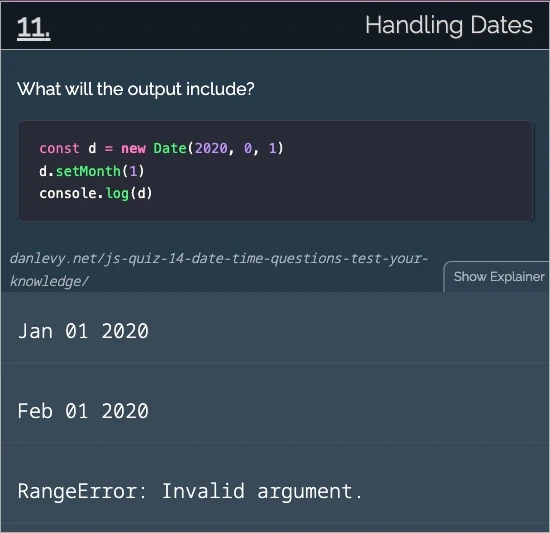 11.
Handling Dates
What will the output include?
const d = new Date(2020, 0, 1)
d.setMonth(1)
console.log(d)
danlevy.net/js-quiz-14-date-time-questions-test-your-
knowledge/
Show Explainer
Jan 01 2020
Feb 01 2020
RangeError: Invalid argument.